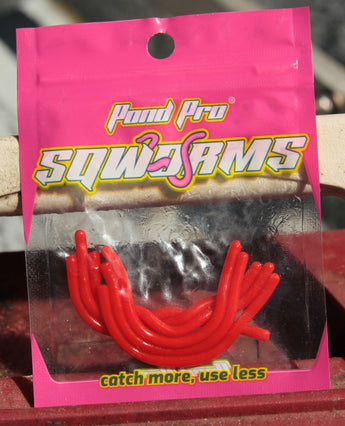 Pond Pro®
SQWORMS
catch more, use less